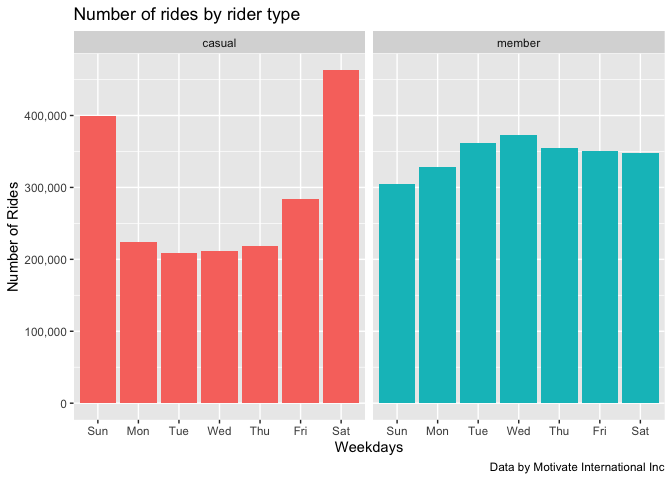 Number of rides by rider type
casual member
Number of Rides
400,000
300,000
200,000
100,000
0
Sun Mon Tue Wed Thu Fri Sat Sun Mon Tue Wed Thu Fri Sat
Weekdays
Data by Motivate International Inc